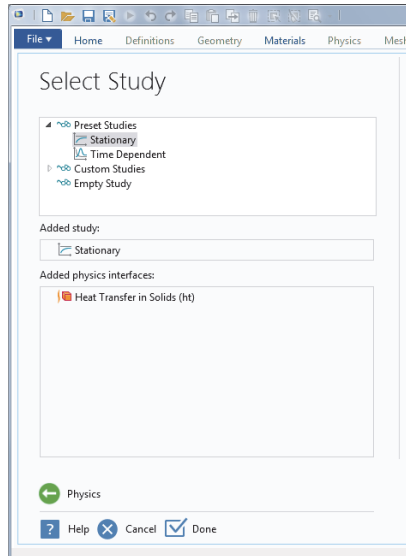 File Home Definitions Geometry Materials Physics Mesh
Select Study
Preset Studies
Stationary
Time Dependent
Custom Studies
Empty Study
Added study:
Stationary
Added physics interfaces:
Heat Transfer in Solids (ht)
Physics
? Help Cancel Done